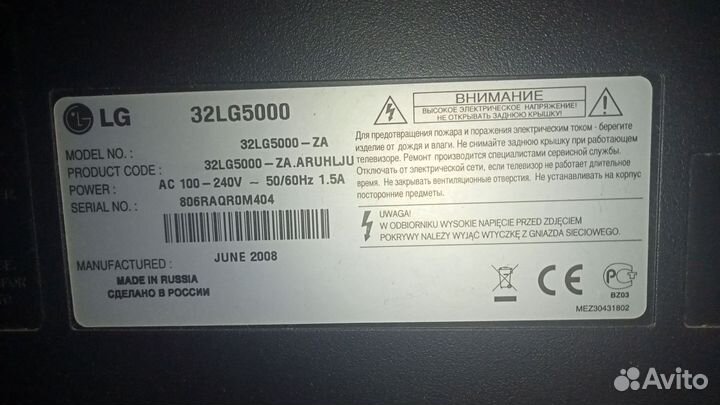 LG
32LG5000
MODEL NO. : 32LG5000-ZA
PRODUCT CODE : 32LG5000-ZA.ARUHLJU
POWER : AC 100-240V ~ 50/60Hz 1.5A
SERIAL NO. : 806RAQR0M404
MANUFACTURED : JUNE 2008
MADE IN RUSSIA
СДЕЛАНО В РОССИИ
ВНИМАНИЕ
ВЫСОКОЕ ЭЛЕКТРИЧЕСКОЕ НАПРЯЖЕНИЕ!
НЕ ОТКРЫВАТЬ ЗАДНЮЮ КРЫШКУ!
Для предотвращения пожара и поражения электрическим током - берегите
изделие от дождя и влаги. Не снимайте заднюю крышку при работающем
телевизоре. Ремонт производится специалистами сервисной службы.
Отключать от электрической сети, если телевизор не работает длительное
время. Не закрывать вентиляционные отверстия. Не устанавливать на корпус
посторонние предметы.
UWAGA!
W ODBIORNIKU WYSOKIE NAPIĘCIE PRZED ZDJĘCIEM
POKRYWY NALEŻY WYJĄĆ WTYCZKĘ Z GNIAZDA SIECIOWEGO.
CE
РСТ
BZ03
MEZ30431802
Avito